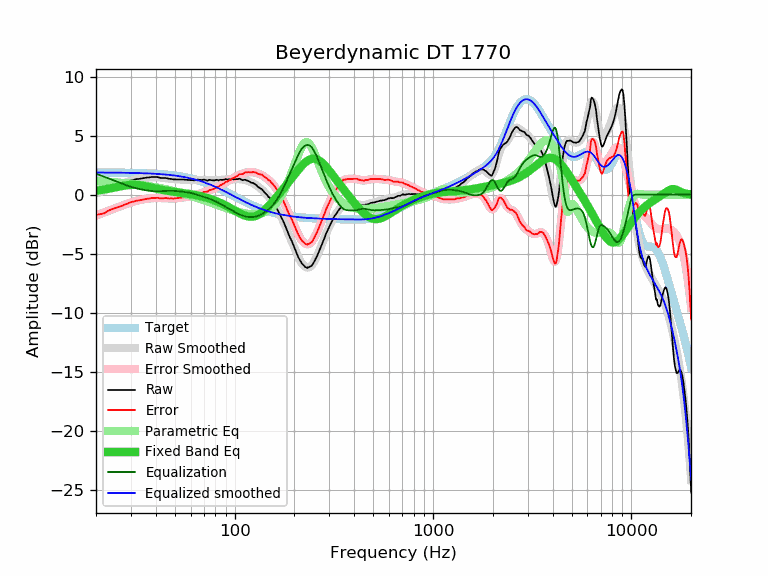 Beyerdynamic DT 1770
10
5
0
−5
−10
−15
−20
−25
Amplitude (dBr)
Target
Raw Smoothed
Error Smoothed
Raw
Error
Parametric Eq
Fixed Band Eq
Equalization
Equalized smoothed
100
1000
10000
Frequency (Hz)